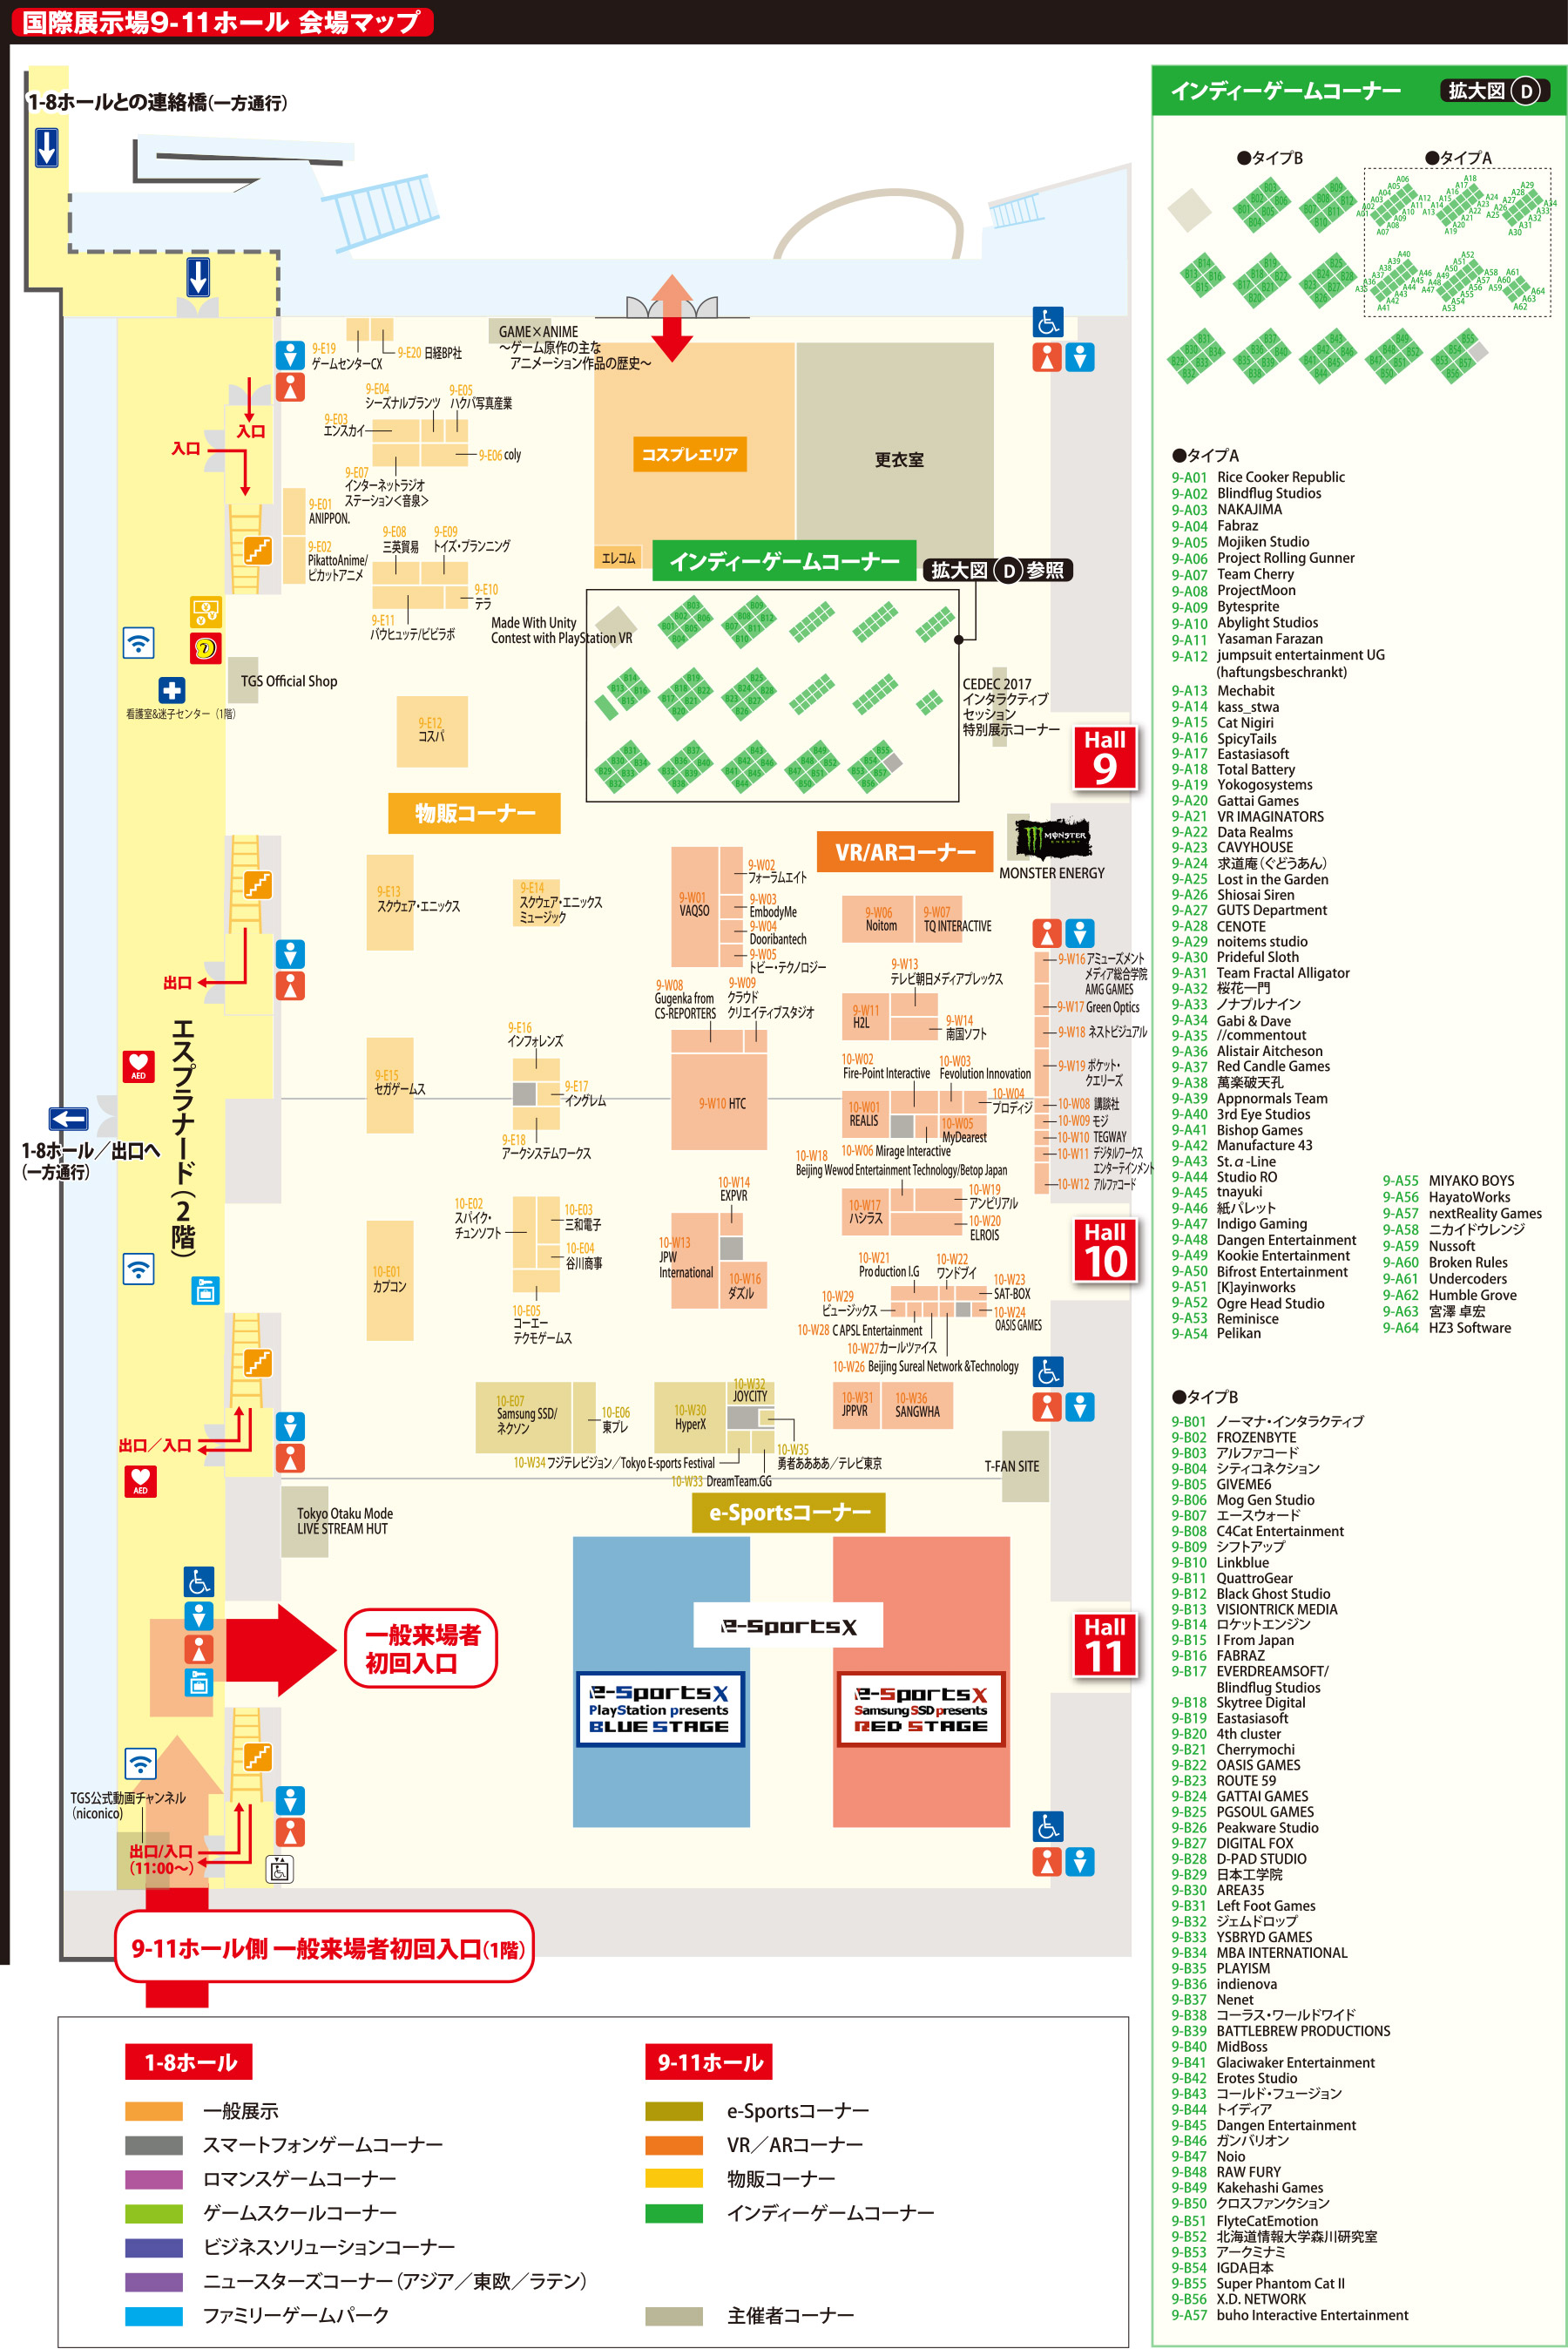 国際展示場9-11ホール 会場マップ
1-8ホールとの連絡橋(一方通行)
9-E19
ゲームセンターCX
9-E20 日経BP社
GAME×ANIME
～ゲーム原作の主な
アニメーション作品の歴史～
9-E04
シーズナルプランツ
9-E05
ハクバ写真産業
9-E03
エンスカイ
9-E06 coly
9-E07
インターネットラジオ
ステーション<音泉>
入口
入口
9-E01
ANIPPON.
9-E02
PikattoAnime/
ピカットアニメ
9-E08
三英貿易
9-E09
トイズ・プランニング
9-E10
テラ
9-E11
バウヒュッテ/ビビラボ
コスプレエリア
更衣室
エレコム
インディーゲームコーナー
拡大図 D 参照
Made With Unity
Contest with PlayStation VR
TGS Official Shop
看護室&迷子センター(1階)
CEDEC 2017
インタラクティブ
セッション
特別展示コーナー
9-E12
コスパ
Hall
9
物販コーナー
VR/ARコーナー
MONSTER
ENERGY
MONSTER ENERGY
9-E13
スクウェア・エニックス
9-E14
スクウェア・エニックス
ミュージック
9-W01
VAQSO
9-W02
フォーラムエイト
9-W03
EmbodyMe
9-W04
Dooribantech
9-W05
トビー・テクノロジー
9-W06
Noitom
9-W07
TQ INTERACTIVE
9-W08
Gugenka from
CS-REPORTERS
9-W09
クラウド
クリエイティブスタジオ
9-W10 HTC
9-W13
テレビ朝日メディアプレックス
9-W11
H2L
9-W14
南国ソフト
9-W16 アミューズメント
メディア総合学院
AMG GAMES
9-W17 Green Optics
9-W18 ネストビジュアル
9-W19 ポケット・
クエリーズ
10-W08 講談社
10-W09 モジ
10-W10 TEGWAY
10-W11 デジタルワークス
エンターテインメント
10-W12 アルファコード
出口
エスプラナード(2階)
AED
1-8ホール／出口へ
(一方通行)
9-E15
セガゲームス
9-E16
インフォレンズ
9-E17
イングレム
9-E18
アークシステムワークス
10-W02
Fire-Point Interactive
10-W03
Fevolution Innovation
10-W04
プロディジ
10-W01
REALIS
10-W05
MyDearest
10-W06 Mirage Interactive
10-W18
Beijing Wewod Entertainment Technology/Betop Japan
10-W17
ハシラス
10-W19
アンビリアル
10-W20
ELROIS
10-E01
カプコン
10-E02
スパイク・
チュンソフト
10-E03
三和電子
10-E04
谷川商事
10-E05
コーエー
テクモゲームス
10-W14
EXPVR
10-W13
JPW
International
10-W16
ダズル
10-W21
Production I.G
10-W22
ワンドブイ
10-W23
SAT-BOX
10-W24
OASIS GAMES
10-W29
ビュージックス
10-W28 CAPSL Entertainment
10-W27 カールツァイス
10-W26 Beijing Sureal Network &Technology
Hall
10
10-W31
JPPVR
10-W36
SANGWHA
10-E07
Samsung SSD/
ネクソン
10-E06
東プレ
10-W30
HyperX
10-W32
JOYCITY
10-W35
勇者ああああ／テレビ東京
10-W34 フジテレビジョン／Tokyo E-sports Festival
10-W33 DreamTeam.GG
T-FAN SITE
出口／入口
AED
Tokyo Otaku Mode
LIVE STREAM HUT
e-Sportsコーナー
e-SportsX
e-SportsX
PlayStation presents
BLUE STAGE
e-SportsX
Samsung SSD presents
RED STAGE
Hall
11
一般来場者
初回入口
TGS公式動画チャンネル
(niconico)
出口/入口
(11:00～)
9-11ホール側 一般来場者初回入口(1階)
1-8ホール
一般展示
スマートフォンゲームコーナー
ロマンスゲームコーナー
ゲームスクールコーナー
ビジネスソリューションコーナー
ニュースターズコーナー(アジア／東欧／ラテン)
ファミリーゲームパーク
9-11ホール
e-Sportsコーナー
VR／ARコーナー
物販コーナー
インディーゲームコーナー
主催者コーナー
インディーゲームコーナー 拡大図 D
●タイプB
●タイプA
●タイプA
9-A01 Rice Cooker Republic
9-A02 Blindflug Studios
9-A03 NAKAJIMA
9-A04 Fabraz
9-A05 Mojiken Studio
9-A06 Project Rolling Gunner
9-A07 Team Cherry
9-A08 ProjectMoon
9-A09 Bytesprite
9-A10 Abylight Studios
9-A11 Yasaman Farazan
9-A12 jumpsuit entertainment UG
(haftungsbeschrankt)
9-A13 Mechabit
9-A14 kass_stwa
9-A15 Cat Nigiri
9-A16 SpicyTails
9-A17 Eastasiasoft
9-A18 Total Battery
9-A19 Yokogosystems
9-A20 Gattai Games
9-A21 VR IMAGINATORS
9-A22 Data Realms
9-A23 CAVYHOUSE
9-A24 求道庵(ぐどうあん)
9-A25 Lost in the Garden
9-A26 Shiosai Siren
9-A27 GUTS Department
9-A28 CENOTE
9-A29 noitems studio
9-A30 Prideful Sloth
9-A31 Team Fractal Alligator
9-A32 桜花一門
9-A33 ノナプルナイン
9-A34 Gabi & Dave
9-A35 //commentout
9-A36 Alistair Aitcheson
9-A37 Red Candle Games
9-A38 萬楽破天孔
9-A39 Appnormals Team
9-A40 3rd Eye Studios
9-A41 Bishop Games
9-A42 Manufacture 43
9-A43 St.α-Line
9-A44 Studio RO
9-A45 tnayuki
9-A46 紙パレット
9-A47 Indigo Gaming
9-A48 Dangen Entertainment
9-A49 Kookie Entertainment
9-A50 Bifrost Entertainment
9-A51 [K]ayinworks
9-A52 Ogre Head Studio
9-A53 Reminisce
9-A54 Pelikan
9-A55 MIYAKO BOYS
9-A56 HayatoWorks
9-A57 nextReality Games
9-A58 ニカイドウレンジ
9-A59 Nussoft
9-A60 Broken Rules
9-A61 Undercoders
9-A62 Humble Grove
9-A63 宮澤 卓宏
9-A64 HZ3 Software
●タイプB
9-B01 ノーマナ・インタラクティブ
9-B02 FROZENBYTE
9-B03 アルファコード
9-B04 シティコネクション
9-B05 GIVEME6
9-B06 Mog Gen Studio
9-B07 エースウォード
9-B08 C4Cat Entertainment
9-B09 シフトアップ
9-B10 Linkblue
9-B11 QuattroGear
9-B12 Black Ghost Studio
9-B13 VISIONTRICK MEDIA
9-B14 ロケットエンジン
9-B15 I From Japan
9-B16 FABRAZ
9-B17 EVERDREAMSOFT/
Blindflug Studios
9-B18 Skytree Digital
9-B19 Eastasiasoft
9-B20 4th cluster
9-B21 Cherrymochi
9-B22 OASIS GAMES
9-B23 ROUTE 59
9-B24 GATTAI GAMES
9-B25 PGSOUL GAMES
9-B26 Peakware Studio
9-B27 DIGITAL FOX
9-B28 D-PAD STUDIO
9-B29 日本工学院
9-B30 AREA35
9-B31 Left Foot Games
9-B32 ジェムドロップ
9-B33 YSBRYD GAMES
9-B34 MBA INTERNATIONAL
9-B35 PLAYISM
9-B36 indienova
9-B37 Nenet
9-B38 コーラス・ワールドワイド
9-B39 BATTLEBREW PRODUCTIONS
9-B40 MidBoss
9-B41 Glaciwaker Entertainment
9-B42 Erotes Studio
9-B43 コールド・フュージョン
9-B44 トイディア
9-B45 Dangen Entertainment
9-B46 ガンバリオン
9-B47 Noio
9-B48 RAW FURY
9-B49 Kakehashi Games
9-B50 クロスファンクション
9-B51 FlyteCatEmotion
9-B52 北海道情報大学森川研究室
9-B53 アークミナミ
9-B54 IGDA日本
9-B55 Super Phantom Cat II
9-B56 X.D. NETWORK
9-A57 buho Interactive Entertainment